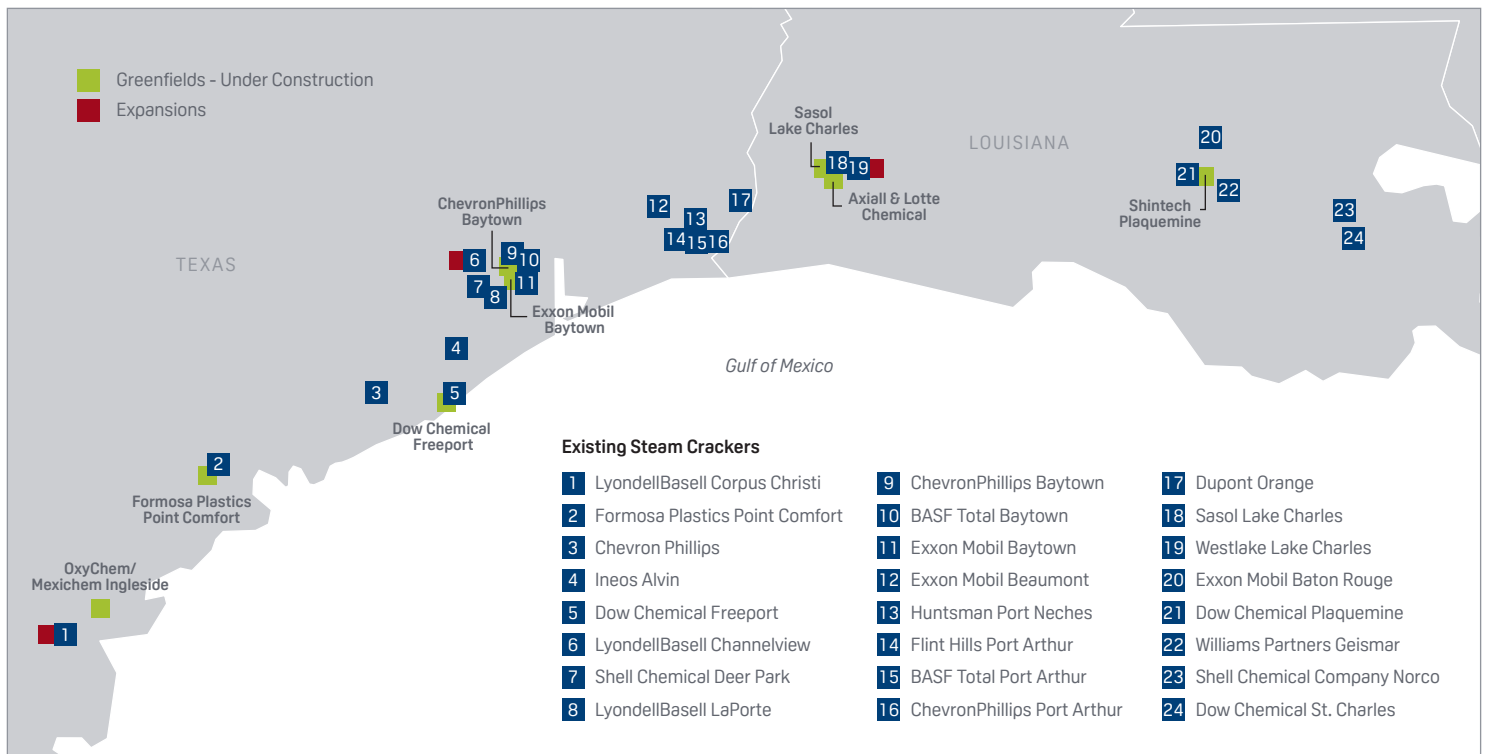 Greenfields - Under Construction
Expansions
Sasol
Lake Charles
LOUISIANA
20
18
19
21
22
Axiall & Lotte
Chemical
Shintech
Plaquemine
23
24
17
12
13
14
15
16
ChevronPhillips
Baytown
TEXAS
6
9
10
7
8
11
Exxon Mobil
Baytown
4
Gulf of Mexico
3
5
Dow Chemical
Freeport
2
Formosa Plastics
Point Comfort
OxyChem/
Mexichem Ingleside
1
Existing Steam Crackers
1 LyondellBasell Corpus Christi
2 Formosa Plastics Point Comfort
3 Chevron Phillips
4 Ineos Alvin
5 Dow Chemical Freeport
6 LyondellBasell Channelview
7 Shell Chemical Deer Park
8 LyondellBasell LaPorte
9 ChevronPhillips Baytown
10 BASF Total Baytown
11 Exxon Mobil Baytown
12 Exxon Mobil Beaumont
13 Huntsman Port Neches
14 Flint Hills Port Arthur
15 BASF Total Port Arthur
16 ChevronPhillips Port Arthur
17 Dupont Orange
18 Sasol Lake Charles
19 Westlake Lake Charles
20 Exxon Mobil Baton Rouge
21 Dow Chemical Plaquemine
22 Williams Partners Geismar
23 Shell Chemical Company Norco
24 Dow Chemical St. Charles